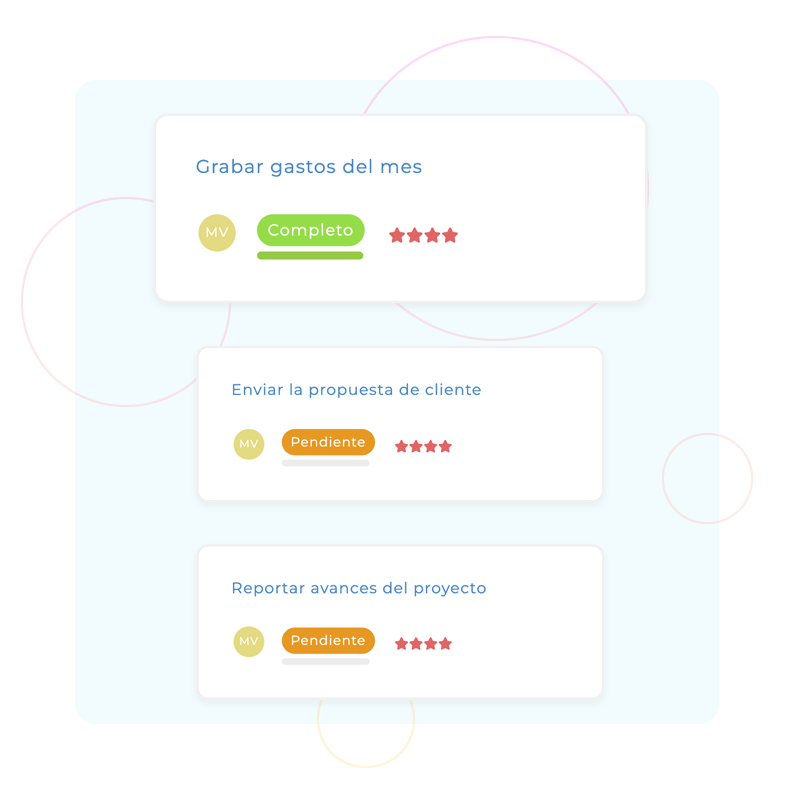 Grabar gastos del mes
MV Completo
Enviar la propuesta de cliente
MV Pendiente
Reportar avances del proyecto
MV Pendiente